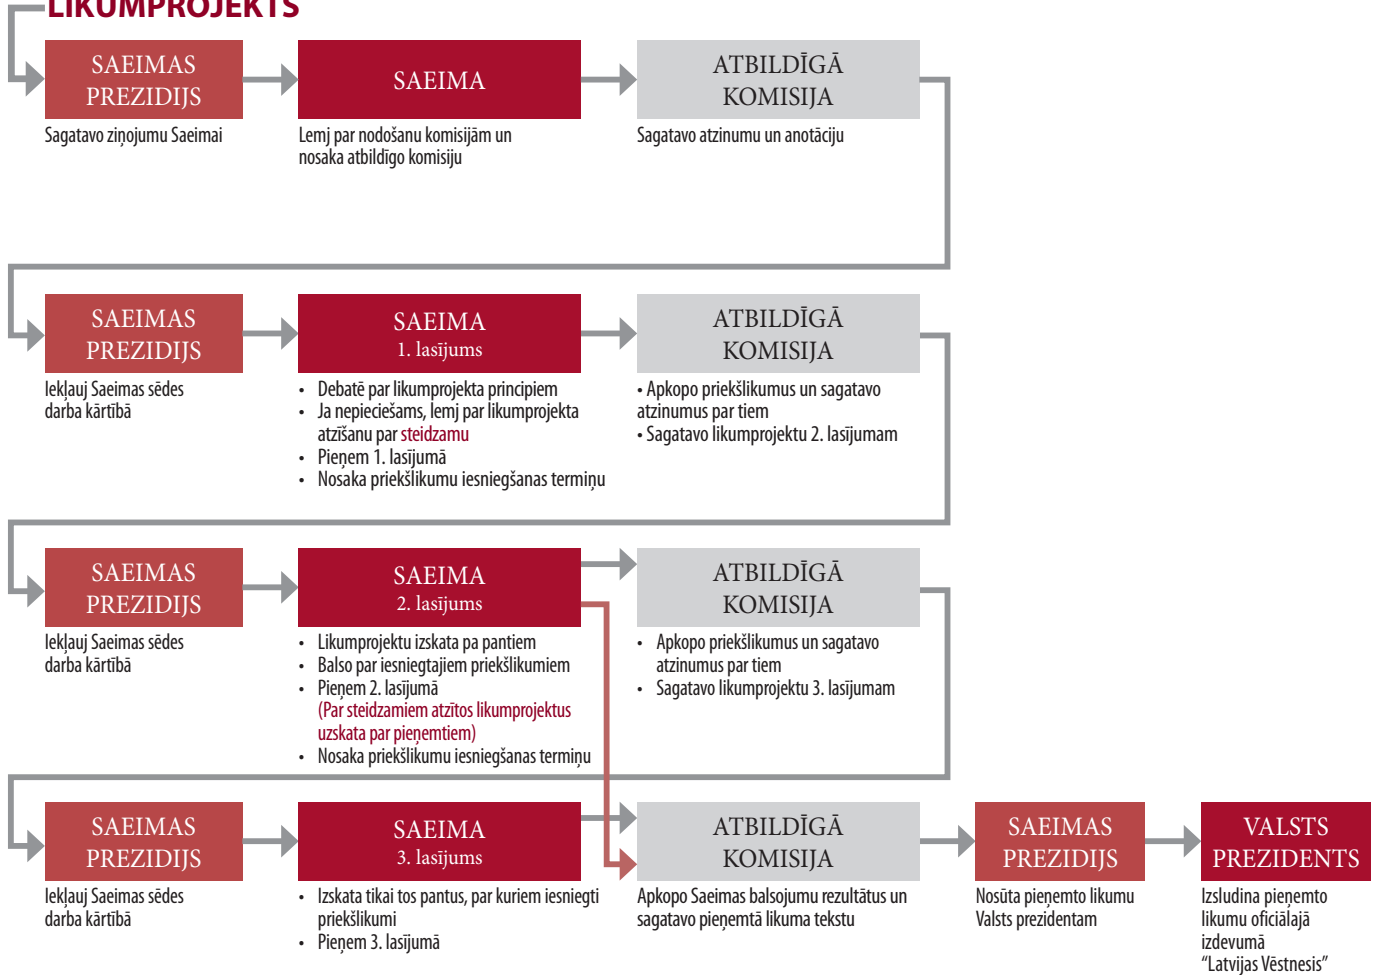 LIKUMPROJEKTS
SAEIMAS
PREZIDIJS
Sagatavo ziņojumu Saeimai
SAEIMA
Lemj par nodošanu komisijām un
nosaka atbildīgo komisiju
ATBILDĪGĀ
KOMISIJA
Sagatavo atzinumu un anotāciju
SAEIMAS
PREZIDIJS
Iekļauj Saeimas sēdes
darba kārtībā
SAEIMA
1. lasījums
• Debatē par likumprojekta principiem
• Ja nepieciešams, lemj par likumprojekta
atzīšanu par steidzamu
• Pieņem 1. lasījumā
• Nosaka priekšlikumu iesniegšanas termiņu
ATBILDĪGĀ
KOMISIJA
• Apkopo priekšlikumus un sagatavo
atzinumus par tiem
• Sagatavo likumprojektu 2. lasījumam
SAEIMAS
PREZIDIJS
Iekļauj Saeimas sēdes
darba kārtībā
SAEIMA
2. lasījums
• Likumprojektu izskata pa pantiem
• Balso par iesniegtajiem priekšlikumiem
• Pieņem 2. lasījumā
(Par steidzamiem atzītos likumprojektus
uzskata par pieņemtiem)
• Nosaka priekšlikumu iesniegšanas termiņu
ATBILDĪGĀ
KOMISIJA
• Apkopo priekšlikumus un sagatavo
atzinumus par tiem
• Sagatavo likumprojektu 3. lasījumam
SAEIMAS
PREZIDIJS
Iekļauj Saeimas sēdes
darba kārtībā
SAEIMA
3. lasījums
• Izskata tikai tos pantus, par kuriem iesniegti
priekšlikumi
• Pieņem 3. lasījumā
ATBILDĪGĀ
KOMISIJA
Apkopo Saeimas balsojumu rezultātus un
sagatavo pieņemtā likuma tekstu
SAEIMAS
PREZIDIJS
Nosūta pieņemto likumu
Valsts prezidentam
VALSTS
PREZIDENTS
Izsludina pieņemto
likumu oficiālajā
izdevumā
“Latvijas Vēstnesis”